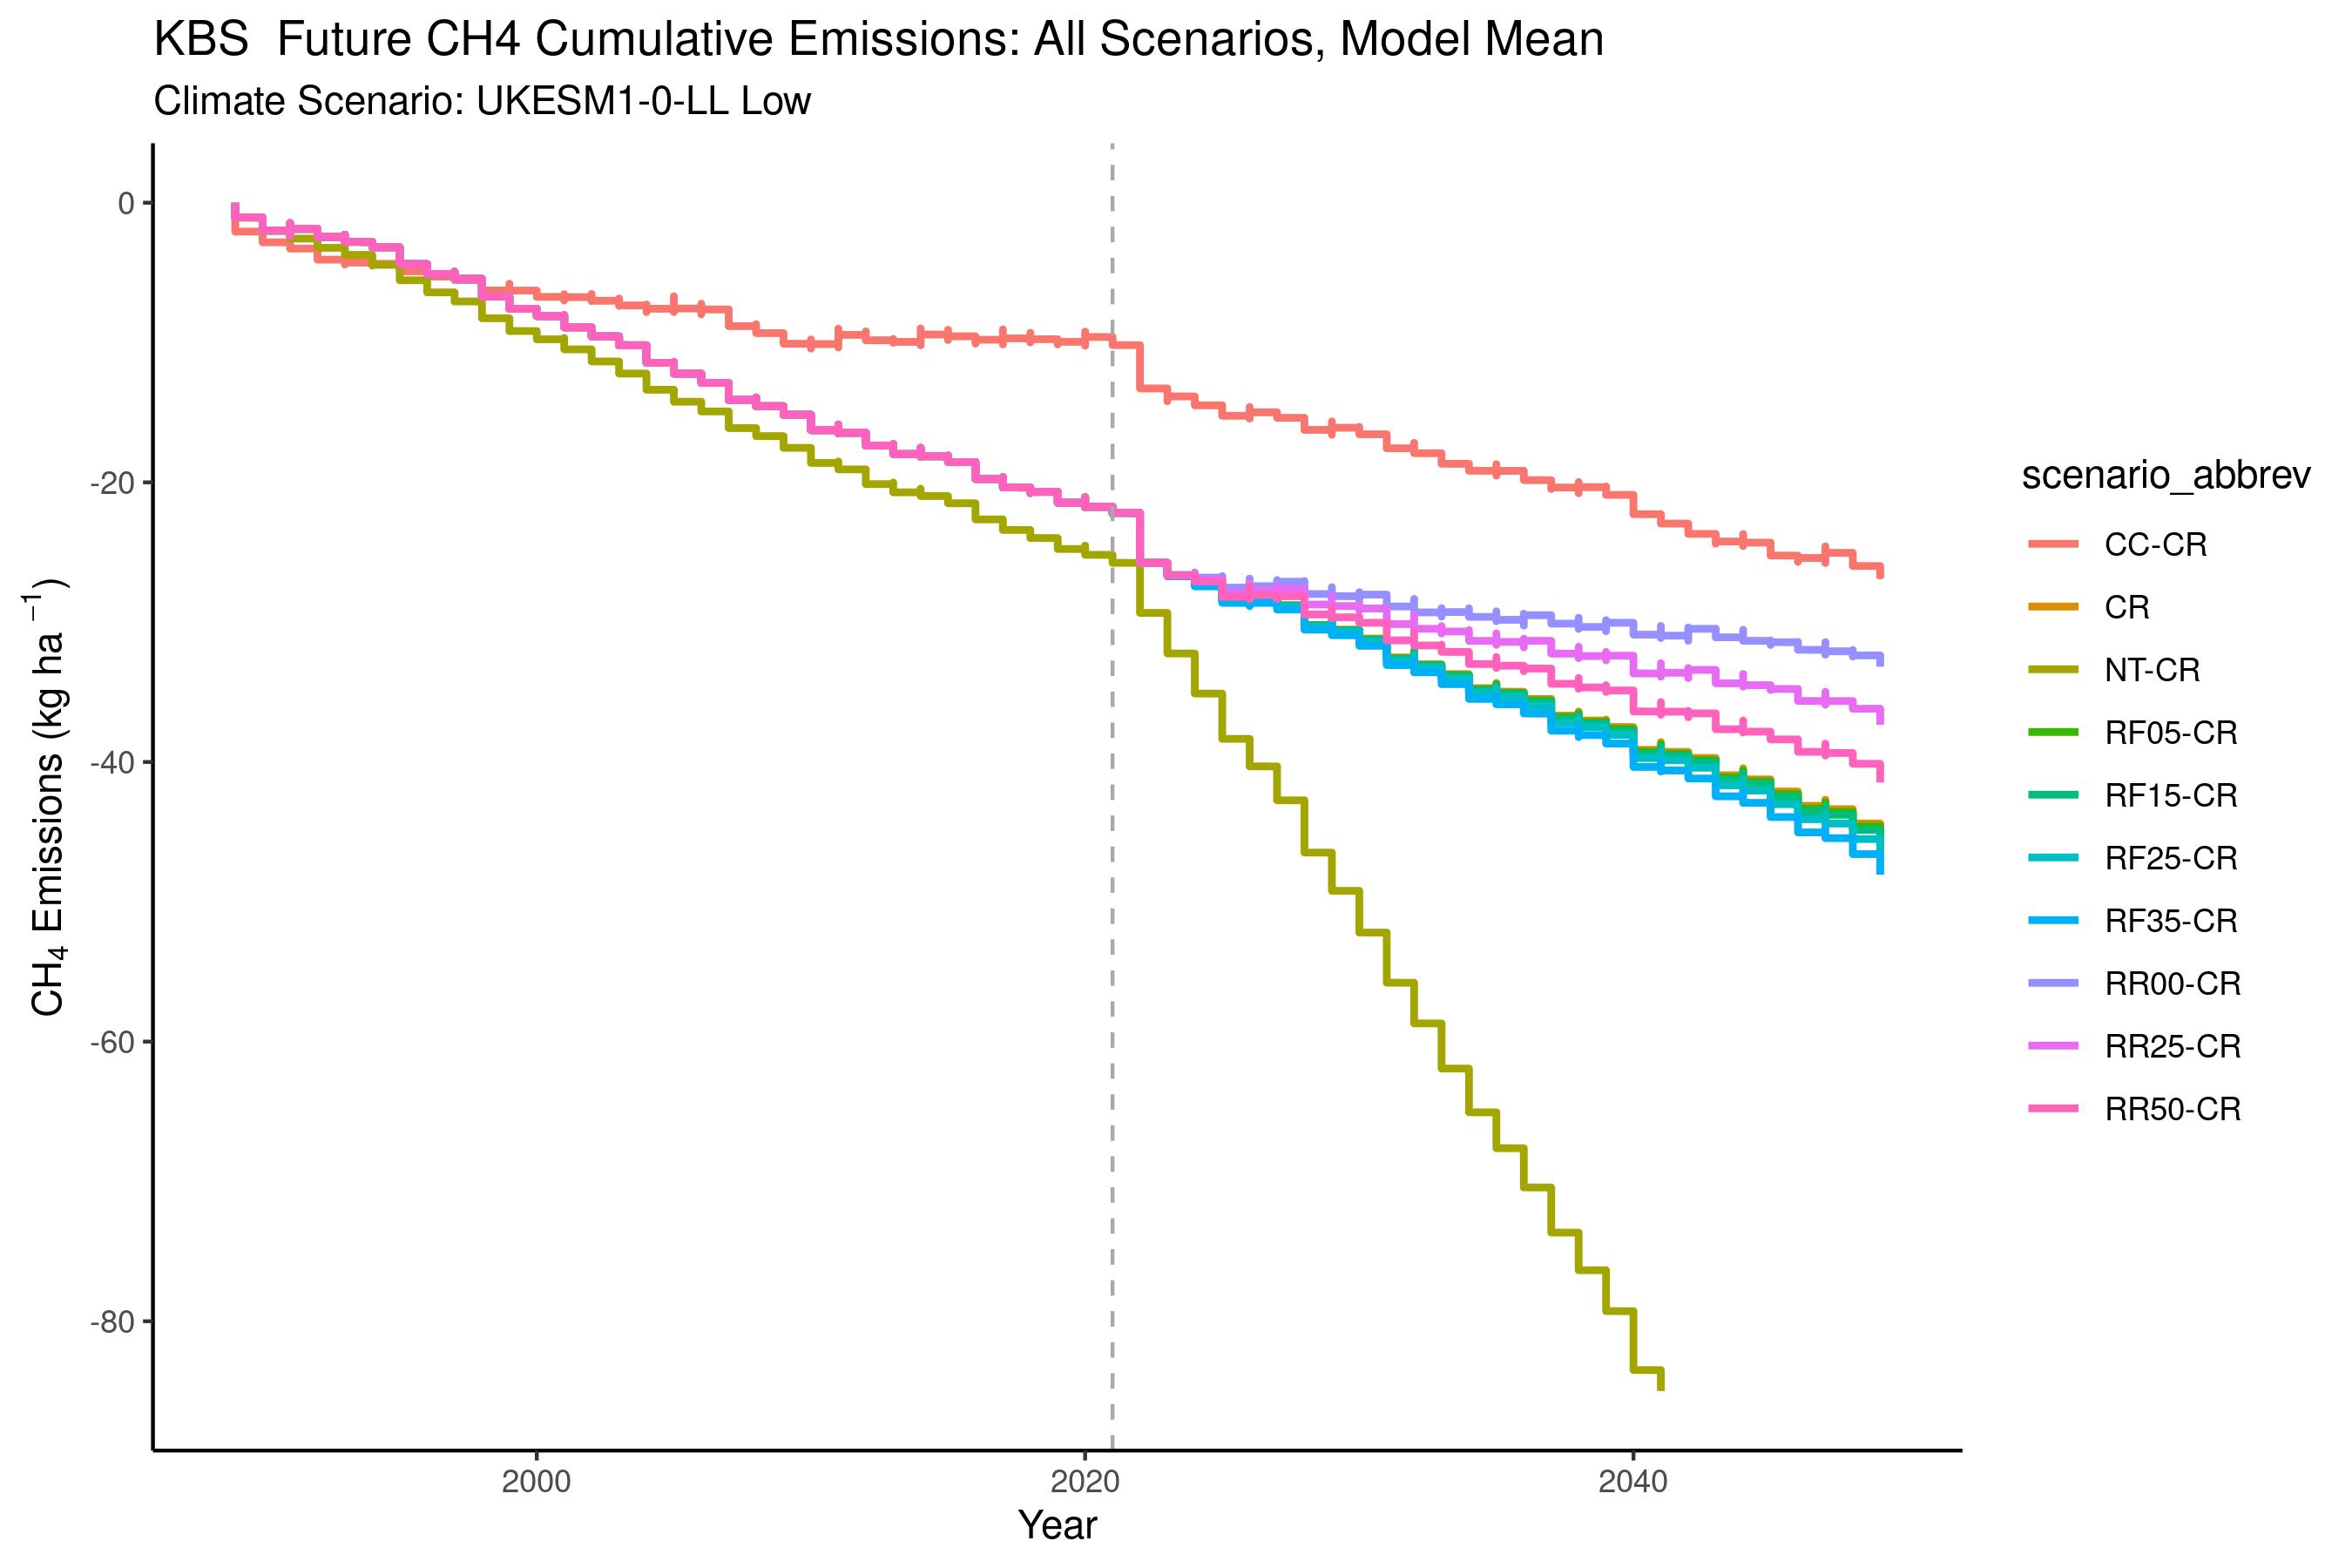 KBS  Future CH4 Cumulative Emissions: All Scenarios, Model Mean
Climate Scenario: UKESM1-0-LL Low
CH₄ Emissions (kg ha ⁻¹)
0
-20
-40
-60
-80
2000
2020
2040
Year
scenario_abbrev
CC-CR
CR
NT-CR
RF05-CR
RF15-CR
RF25-CR
RF35-CR
RR00-CR
RR25-CR
RR50-CR